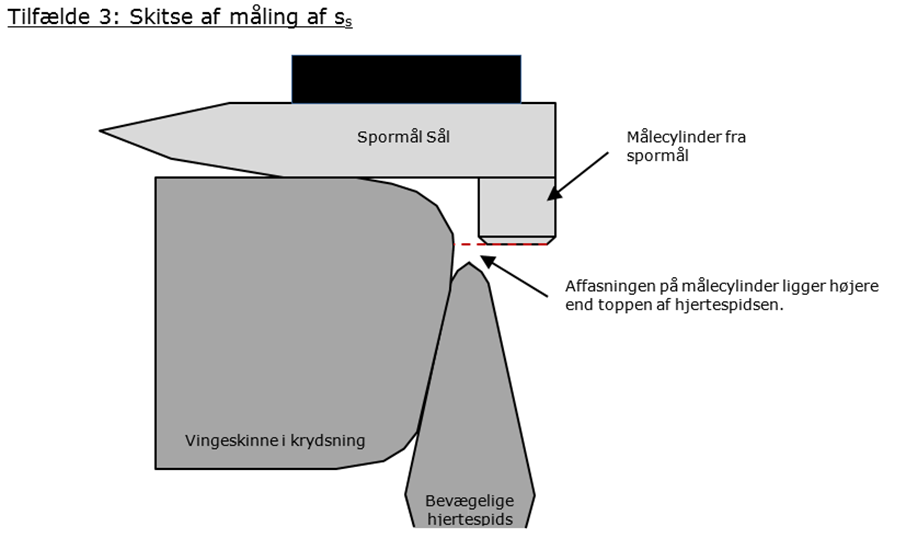 Tilfælde 3: Skitse af måling af sₛ
Spormål Sål
Målecylinder fra
spormål
Affasningen på målecylinder ligger højere
end toppen af hjertespidsen.
Vingeskinne i krydsning
Bevægelige
hjertespids